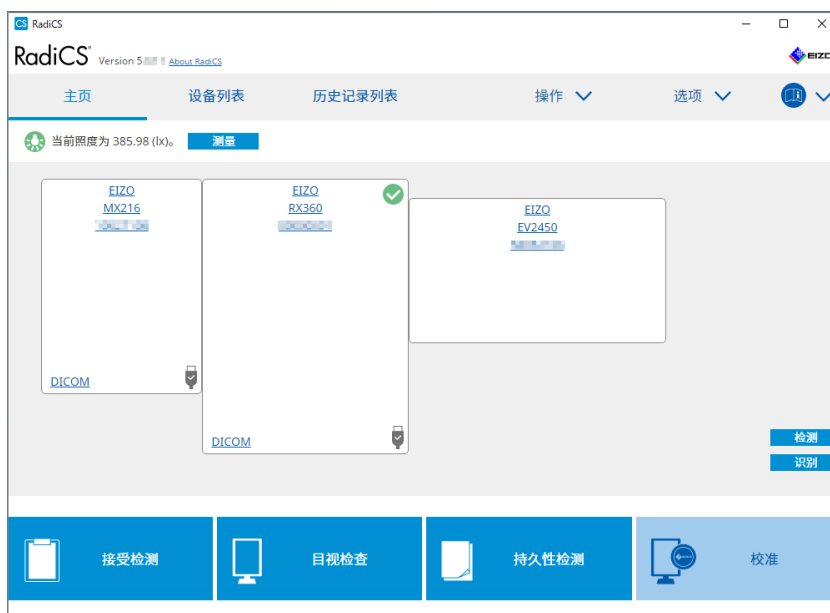 CS RadiCS
RadiCS® Version 5 About RadiCS
EIZO
主页 设备列表 历史记录列表 操作 选项
当前照度为 385.98 (lx)。 测量
EIZO
MX216
DICOM
EIZO
RX360
DICOM
EIZO
EV2450
检测
识别
接受检测 目视检查 持久性检测 校准